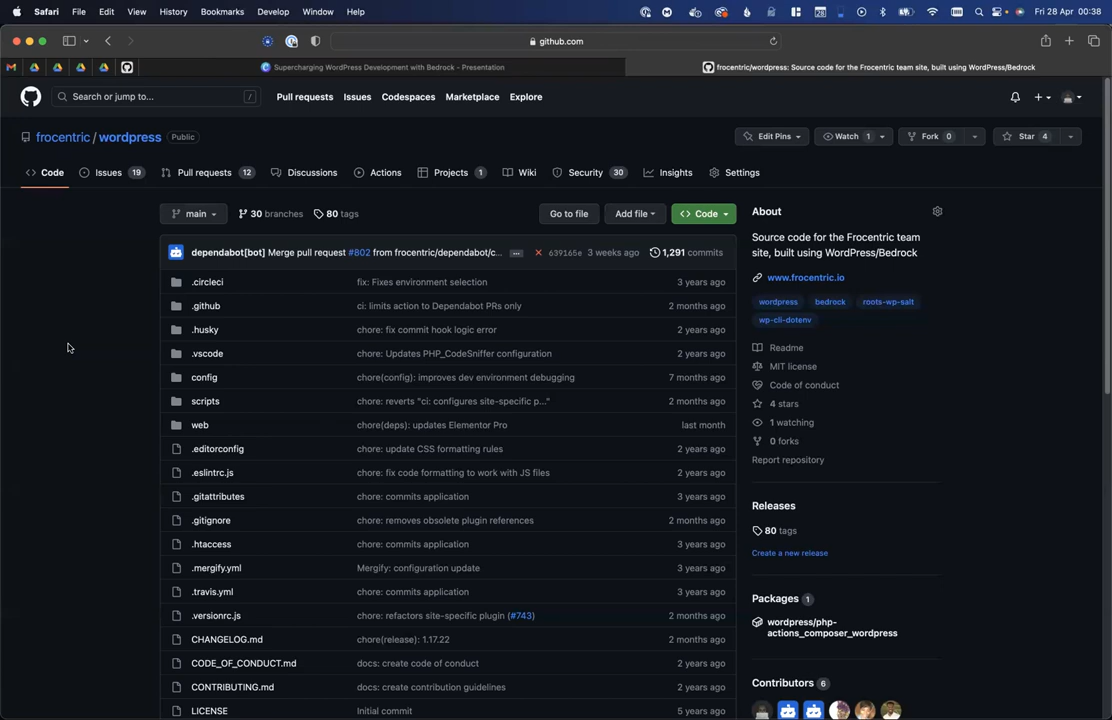 Safari File Edit View History Bookmarks Develop Window Help
28
Fri 28 Apr 00:38
github.com
Supercharging WordPress Development with Bedrock - Presentation
frocentric/wordpress: Source code for the Frocentric team site, built using WordPress/Bedrock
Search or jump to... /
Pull requests Issues Codespaces Marketplace Explore
frocentric / wordpress Public
Edit Pins Watch 1 Fork 0 Star 4
Code Issues 19 Pull requests 12 Discussions Actions Projects 1 Wiki Security 30 Insights Settings
main 30 branches 80 tags Go to file Add file Code
dependabot[bot] Merge pull request #802 from frocentric/dependabot/c... 639165e 3 weeks ago 1,291 commits
.circleci fix: Fixes environment selection 3 years ago
.github ci: limits action to Dependabot PRs only 2 months ago
.husky chore: fix commit hook logic error 2 years ago
.vscode chore: Updates PHP_CodeSniffer configuration 2 years ago
config chore(config): improves dev environment debugging 7 months ago
scripts chore: reverts "ci: configures site-specific p..." 2 months ago
web chore(deps): updates Elementor Pro last month
.editorconfig chore: update CSS formatting rules 2 years ago
.eslintrc.js chore: fix code formatting to work with JS files 2 years ago
.gitattributes chore: commits application 3 years ago
.gitignore chore: removes obsolete plugin references 2 months ago
.htaccess chore: commits application 3 years ago
.mergify.yml Mergify: configuration update 3 years ago
.travis.yml chore: commits application 3 years ago
.versionrc.js chore: refactors site-specific plugin (#743) 2 months ago
CHANGELOG.md chore(release): 1.17.22 2 months ago
CODE_OF_CONDUCT.md docs: create code of conduct 2 years ago
CONTRIBUTING.md docs: create contribution guidelines 2 years ago
LICENSE Initial commit 5 years ago
About
Source code for the Frocentric team
site, built using WordPress/Bedrock
www.frocentric.io
wordpress bedrock roots-wp-salt
wp-cli-dotenv
Readme
MIT license
Code of conduct
4 stars
1 watching
0 forks
Report repository
Releases
80 tags
Create a new release
Packages 1
wordpress/php-
actions_composer_wordpress
Contributors 6